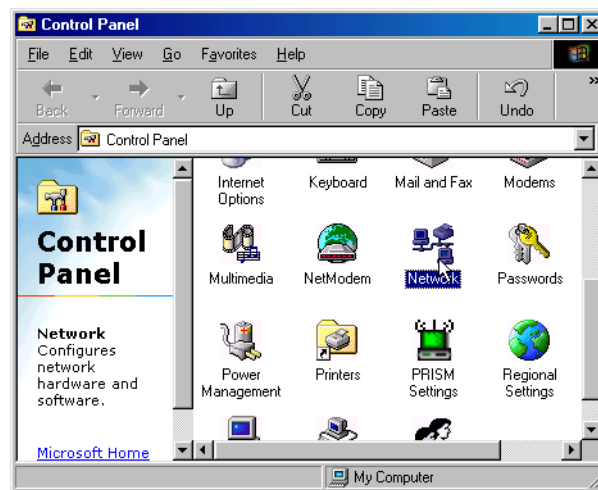 Control Panel
File Edit View Go Favorites Help
Back Forward Up Cut Copy Paste Undo »
Address Control Panel
Internet Options
Keyboard
Mail and Fax
Modems
Control
Panel
Multimedia
NetModem
Network
Passwords
Network
Configures
network
hardware and
software.
Power
Management
Printers
PRISM
Settings
Regional
Settings
Microsoft Home
My Computer